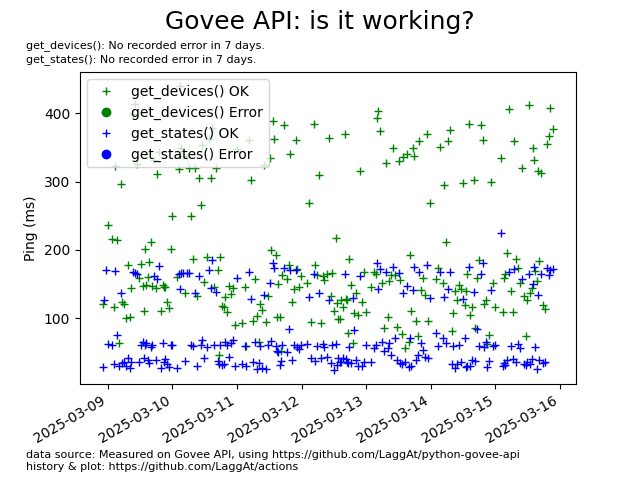 Govee API: is it working?
get_devices(): No recorded error in 7 days.
get_states(): No recorded error in 7 days.
get_devices() OK
get_devices() Error
get_states() OK
get_states() Error
Ping (ms)
400
300
200
100
2025-03-09
2025-03-10
2025-03-11
2025-03-12
2025-03-13
2025-03-14
2025-03-15
2025-03-16
data source: Measured on Govee API, using https://github.com/LaggAt/python-govee-api
history & plot: https://github.com/LaggAt/actions